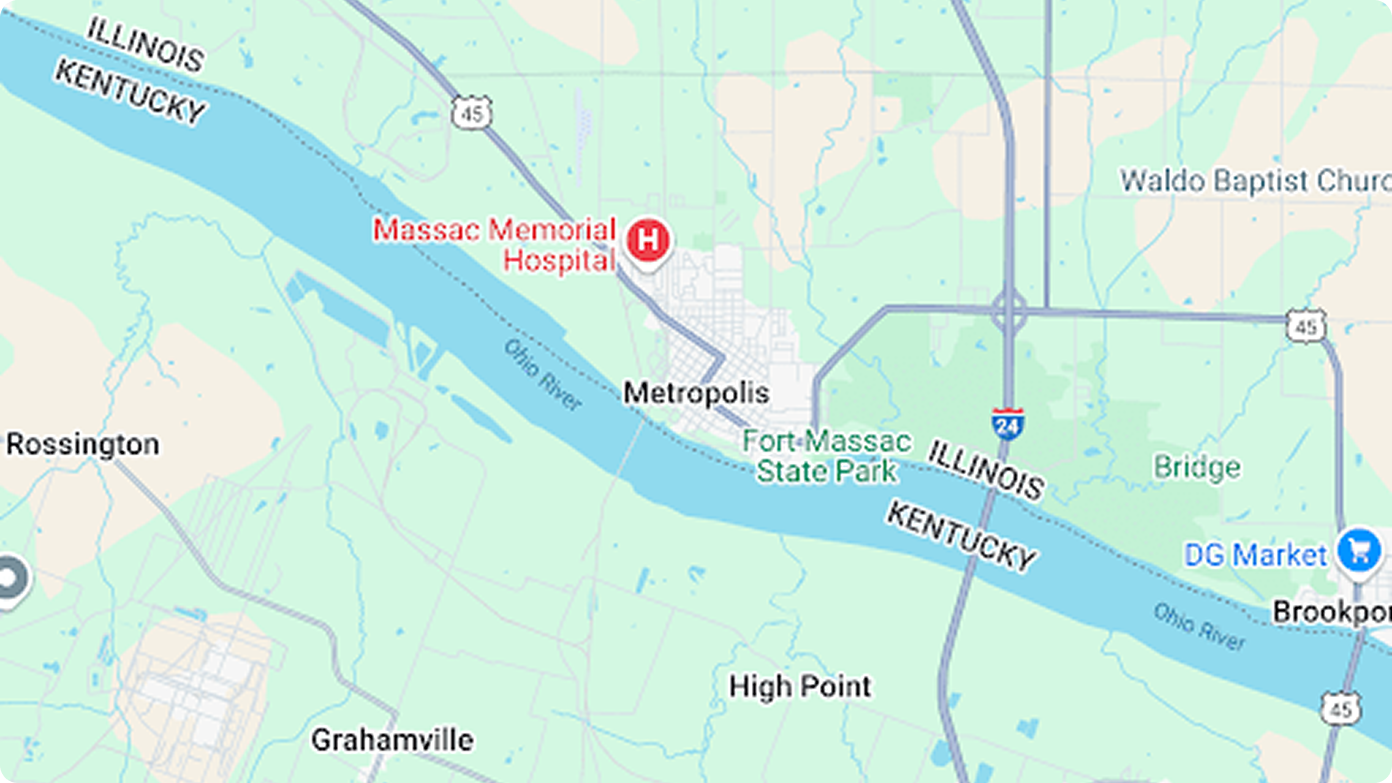 ILLINOIS
KENTUCKY
45
Waldo Baptist Churc
Massac Memorial
Hospital
H
45
Ohio River
Metropolis
24
Rossington
Fort Massac
State Park
ILLINOIS
Bridge
KENTUCKY
DG Market
Brookpor
Ohio River
High Point
45
Grahamville